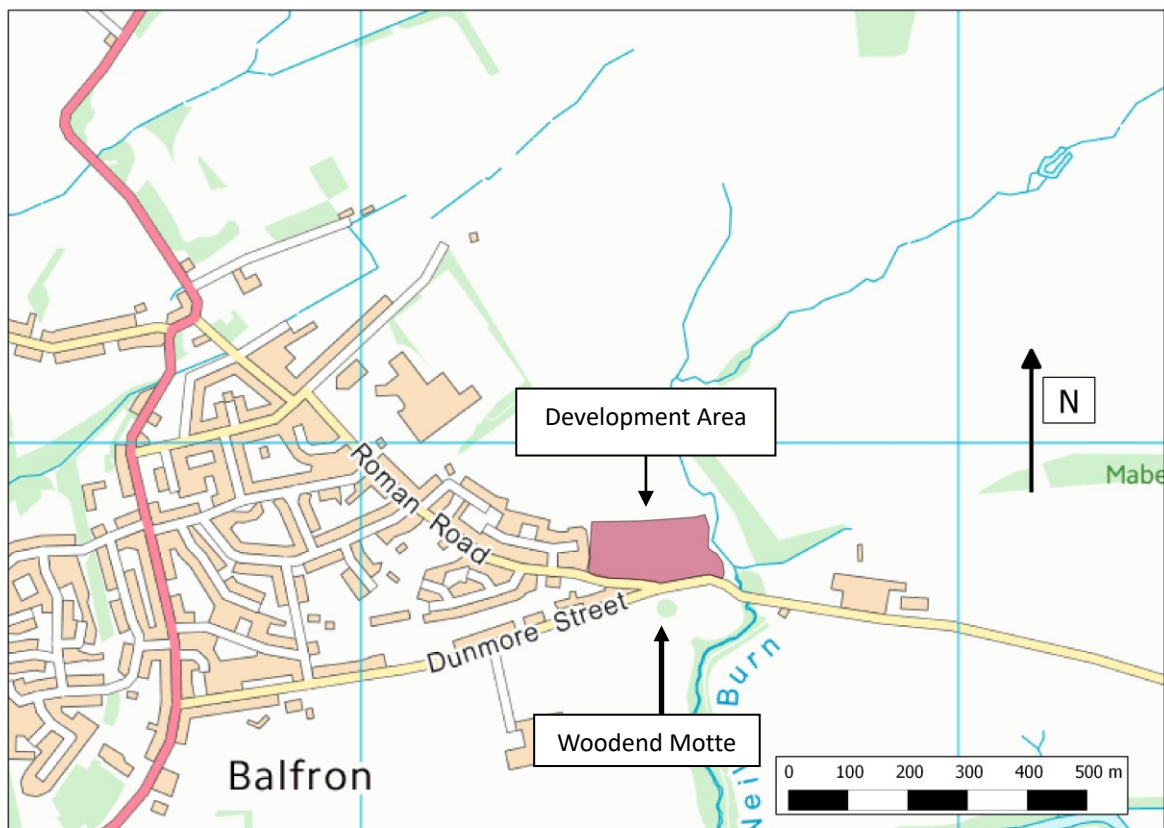 Development Area
N
Mabe
Roman Road
Dunmore Street
Burn
Woodend Motte
Balfron
0 100 200 300 400 500 m